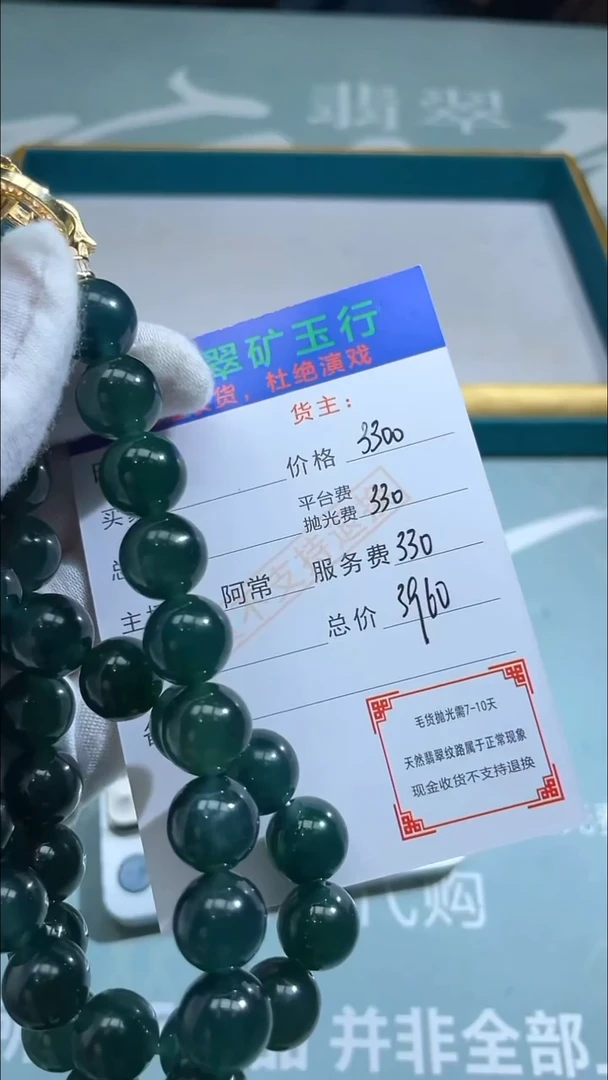 翡翠
翠矿玉行
货，杜绝演戏
货主：
价格 3300
平台费
抛光费 330
阿常 服务费 330
总价 3960
毛货抛光需7-10天
天然翡翠纹路属于正常现象
现金收货不支持退换
代购
品 并非全部